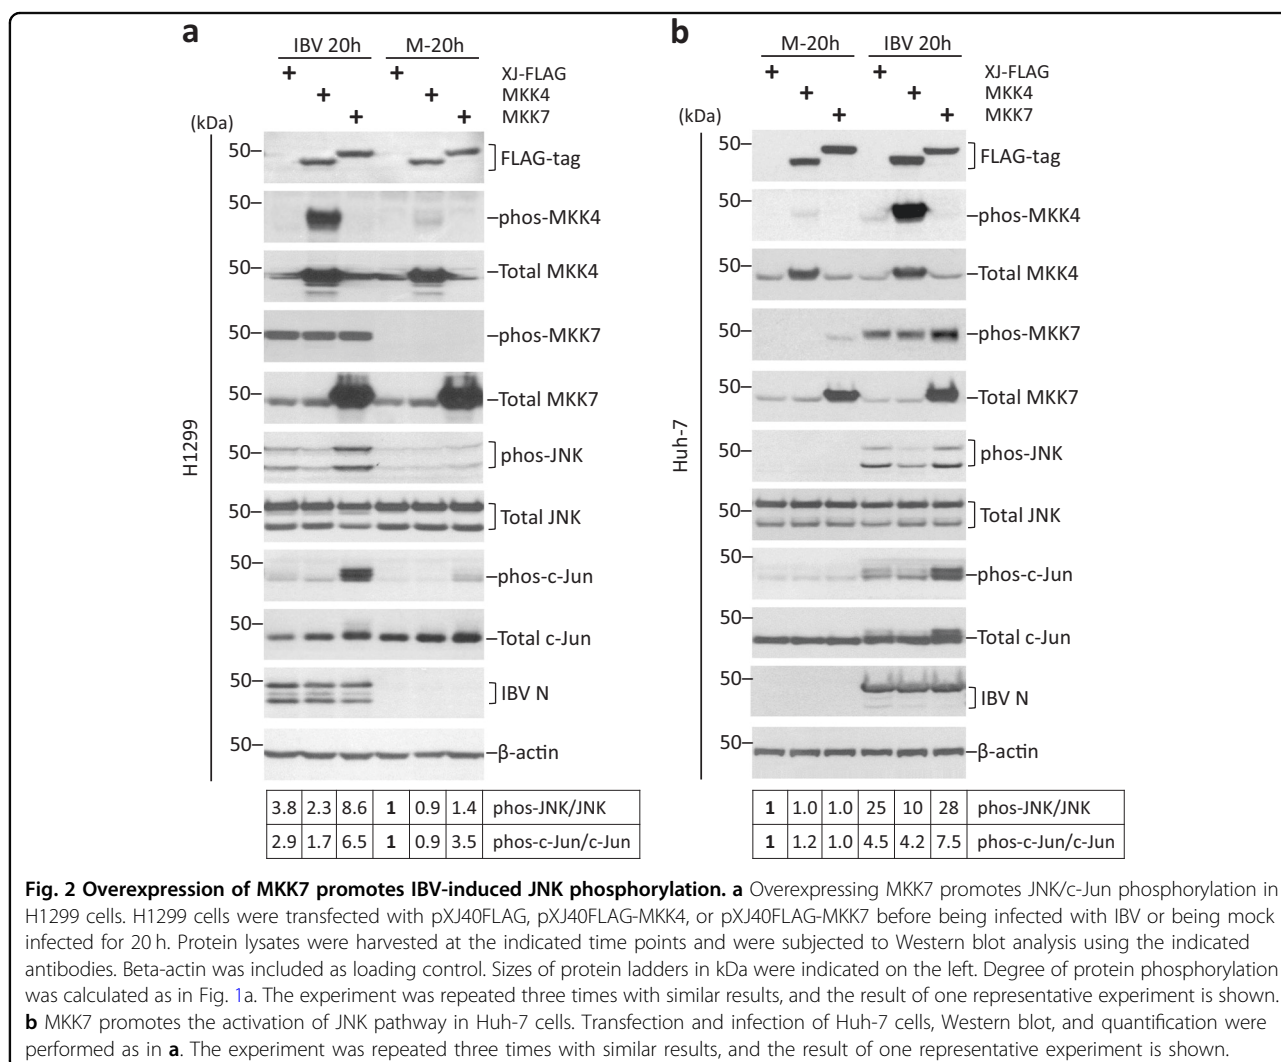 a
IBV 20h M-20h
+ + XJ-FLAG
+ + MKK4
+ + MKK7
(kDa)
H1299
50– FLAG-tag
50– –phos-MKK4
50– –Total MKK4
50– –phos-MKK7
50– –Total MKK7
50– phos-JNK
50– Total JNK
50– –phos-c-Jun
50– –Total c-Jun
50– IBV N
50– –β-actin
3.8 2.3 8.6 1 0.9 1.4 phos-JNK/JNK
2.9 1.7 6.5 1 0.9 3.5 phos-c-Jun/c-Jun
b
M-20h IBV 20h
+ + XJ-FLAG
+ + MKK4
+ + MKK7
(kDa)
Huh-7
50– FLAG-tag
50– –phos-MKK4
50– –Total MKK4
50– –phos-MKK7
50– –Total MKK7
50– phos-JNK
50– Total JNK
50– –phos-c-Jun
50– –Total c-Jun
50– IBV N
50– –β-actin
1 1.0 1.0 25 10 28 phos-JNK/JNK
1 1.2 1.0 4.5 4.2 7.5 phos-c-Jun/c-Jun
Fig. 2 Overexpression of MKK7 promotes IBV-induced JNK phosphorylation. a Overexpressing MKK7 promotes JNK/c-Jun phosphorylation in
H1299 cells. H1299 cells were transfected with pXJ40FLAG, pXJ40FLAG-MKK4, or pXJ40FLAG-MKK7 before being infected with IBV or being mock
infected for 20 h. Protein lysates were harvested at the indicated time points and were subjected to Western blot analysis using the indicated
antibodies. Beta-actin was included as loading control. Sizes of protein ladders in kDa were indicated on the left. Degree of protein phosphorylation
was calculated as in Fig. 1a. The experiment was repeated three times with similar results, and the result of one representative experiment is shown.
b MKK7 promotes the activation of JNK pathway in Huh-7 cells. Transfection and infection of Huh-7 cells, Western blot, and quantification were
performed as in a. The experiment was repeated three times with similar results, and the result of one representative experiment is shown.